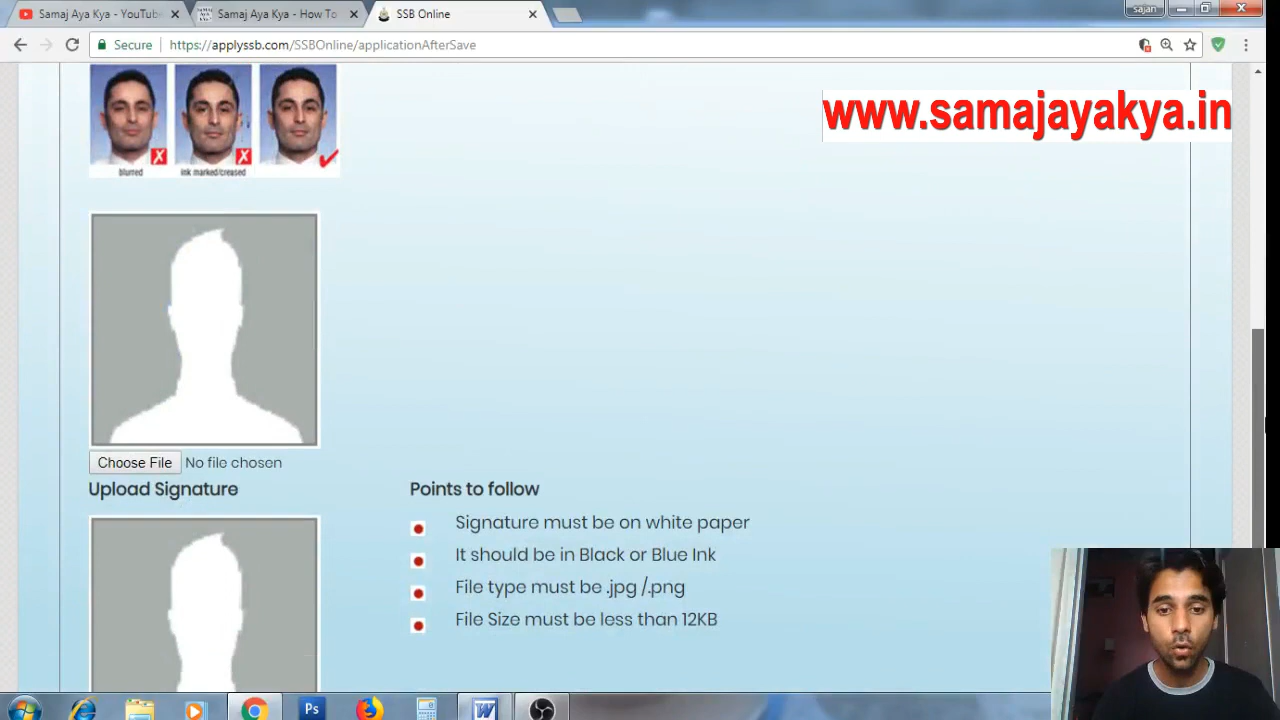 Samaj Aya Kya - YouTub
Samaj Aya Kya - How To
SSB Online
sajan
Secure
https://applyssb.com/SSBOnline/applicationAfterSave
www.samajayakya.in
blurred
ink marked/creased
Choose File No file chosen
Upload Signature
Points to follow
Signature must be on white paper
It should be in Black or Blue Ink
File type must be .jpg /.png
File Size must be less than 12KB
Ps